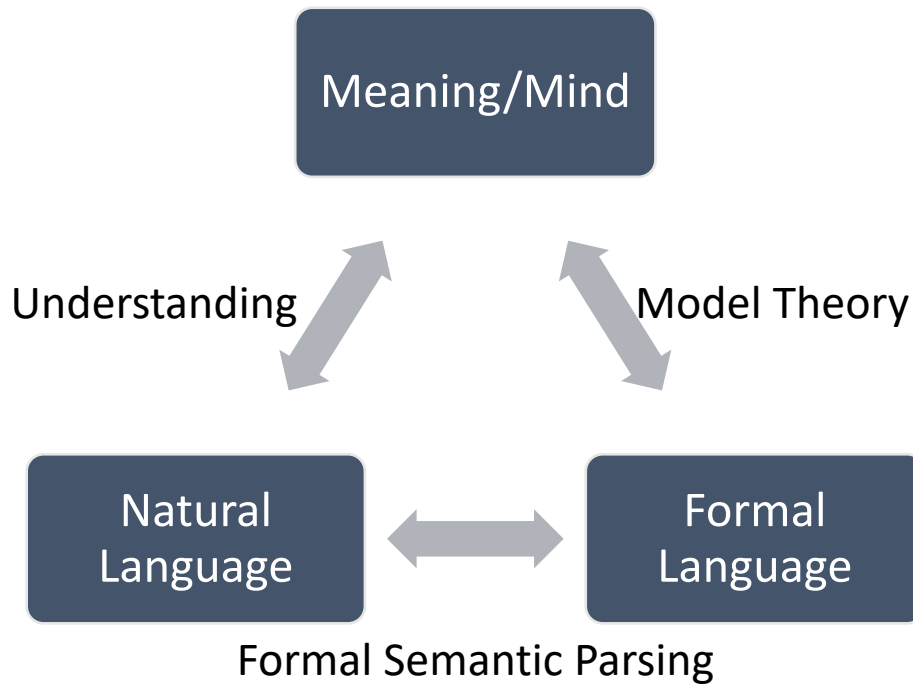 Meaning/Mind
Understanding
Model Theory
Natural
Language
Formal
Language
Formal Semantic Parsing